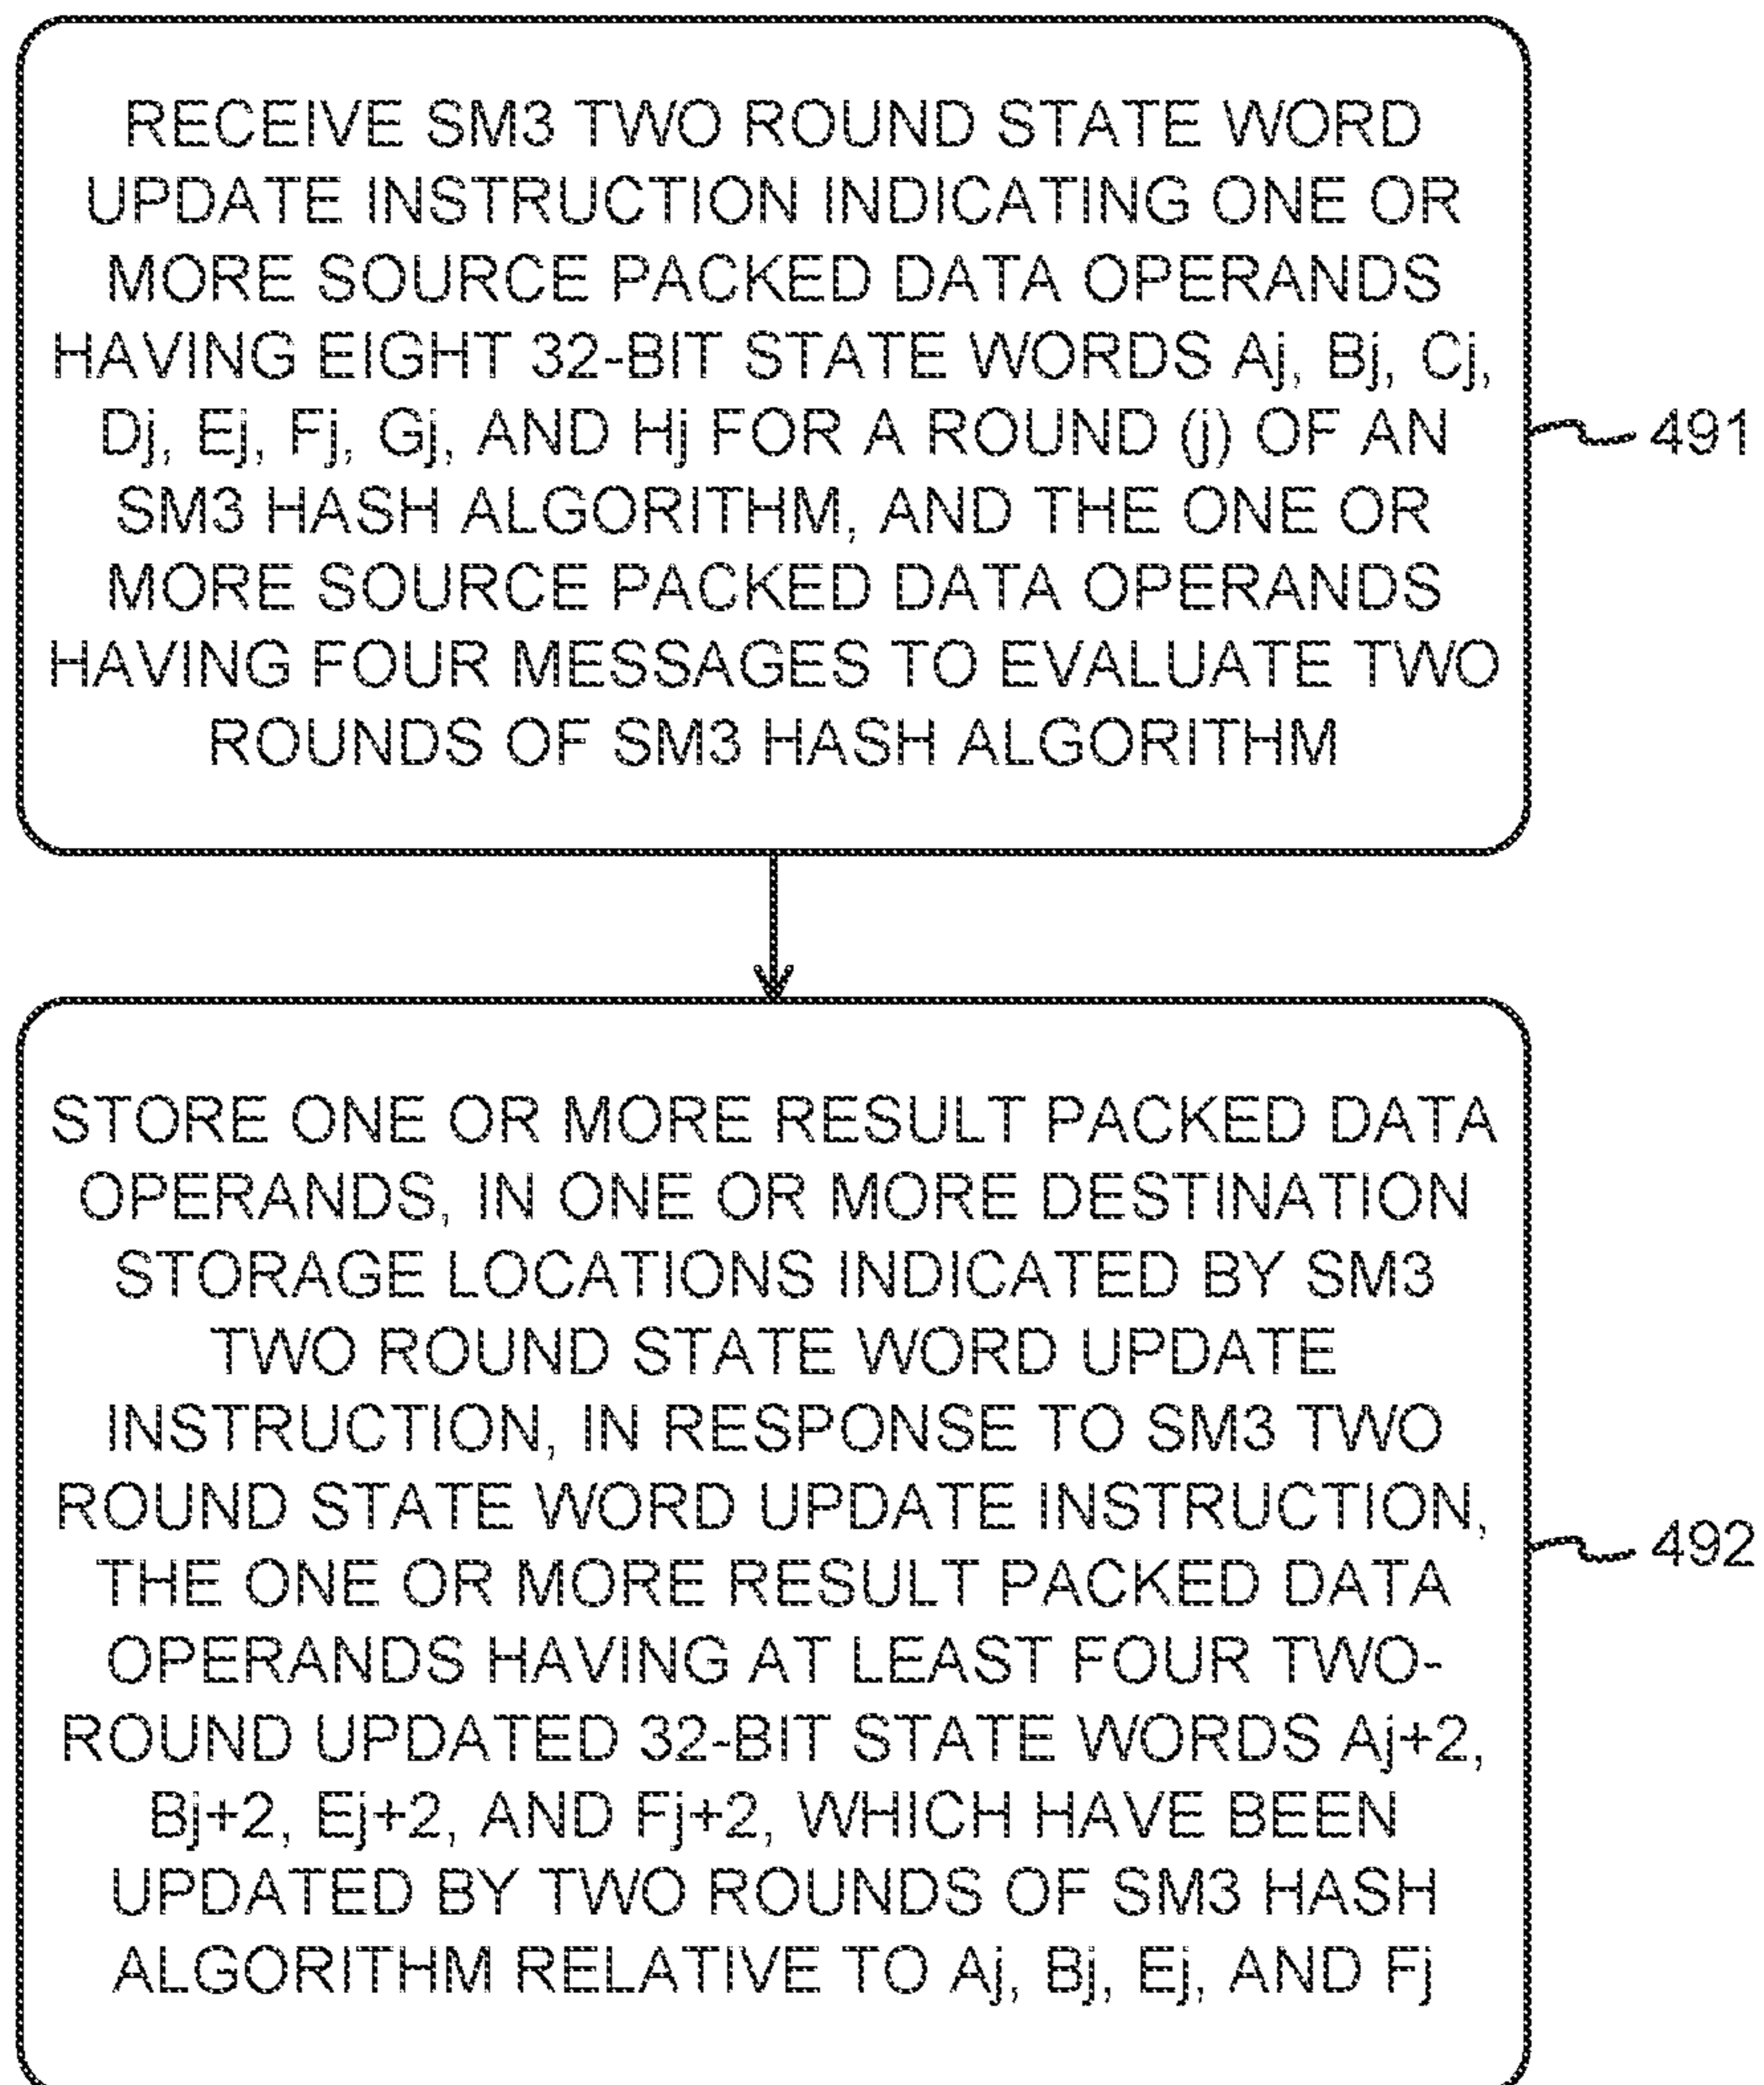 RECEIVE SM3 TWO ROUND STATE WORD
UPDATE INSTRUCTION INDICATING ONE OR
MORE SOURCE PACKED DATA OPERANDS
HAVING EIGHT 32-BIT STATE WORDS Aj, Bj, Cj,
Dj, Ej, Fj, Gj, AND Hj FOR A ROUND (j) OF AN
SM3 HASH ALGORITHM, AND THE ONE OR
MORE SOURCE PACKED DATA OPERANDS
HAVING FOUR MESSAGES TO EVALUATE TWO
ROUNDS OF SM3 HASH ALGORITHM
491
STORE ONE OR MORE RESULT PACKED DATA
OPERANDS, IN ONE OR MORE DESTINATION
STORAGE LOCATIONS INDICATED BY SM3
TWO ROUND STATE WORD UPDATE
INSTRUCTION, IN RESPONSE TO SM3 TWO
ROUND STATE WORD UPDATE INSTRUCTION,
THE ONE OR MORE RESULT PACKED DATA
OPERANDS HAVING AT LEAST FOUR TWO-
ROUND UPDATED 32-BIT STATE WORDS Aj+2,
Bj+2, Ej+2, AND Fj+2, WHICH HAVE BEEN
UPDATED BY TWO ROUNDS OF SM3 HASH
ALGORITHM RELATIVE TO Aj, Bj, Ej, AND Fj
492